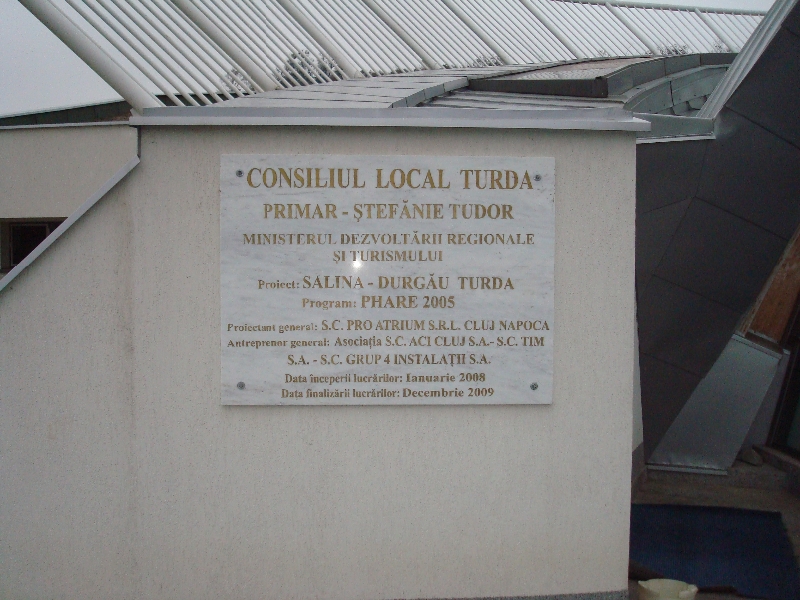 CONSILIUL LOCAL TURDA
PRIMAR - ŞTEFĂNIE TUDOR
MINISTERUL DEZVOLTĂRII REGIONALE
ŞI TURISMULUI
Proiect: SALINA - DURGĂU TURDA
Program: PHARE 2005
Proiectant general: S.C. PRO ATRIUM S.R.L. CLUJ NAPOCA
Antreprenor general: Asociaţia S.C. ACI CLUJ S.A.- S.C. TIM
S.A. - S.C. GRUP 4 INSTALAŢII S.A.
Data începerii lucrărilor: Ianuarie 2008
Data finalizării lucrărilor: Decembrie 2009